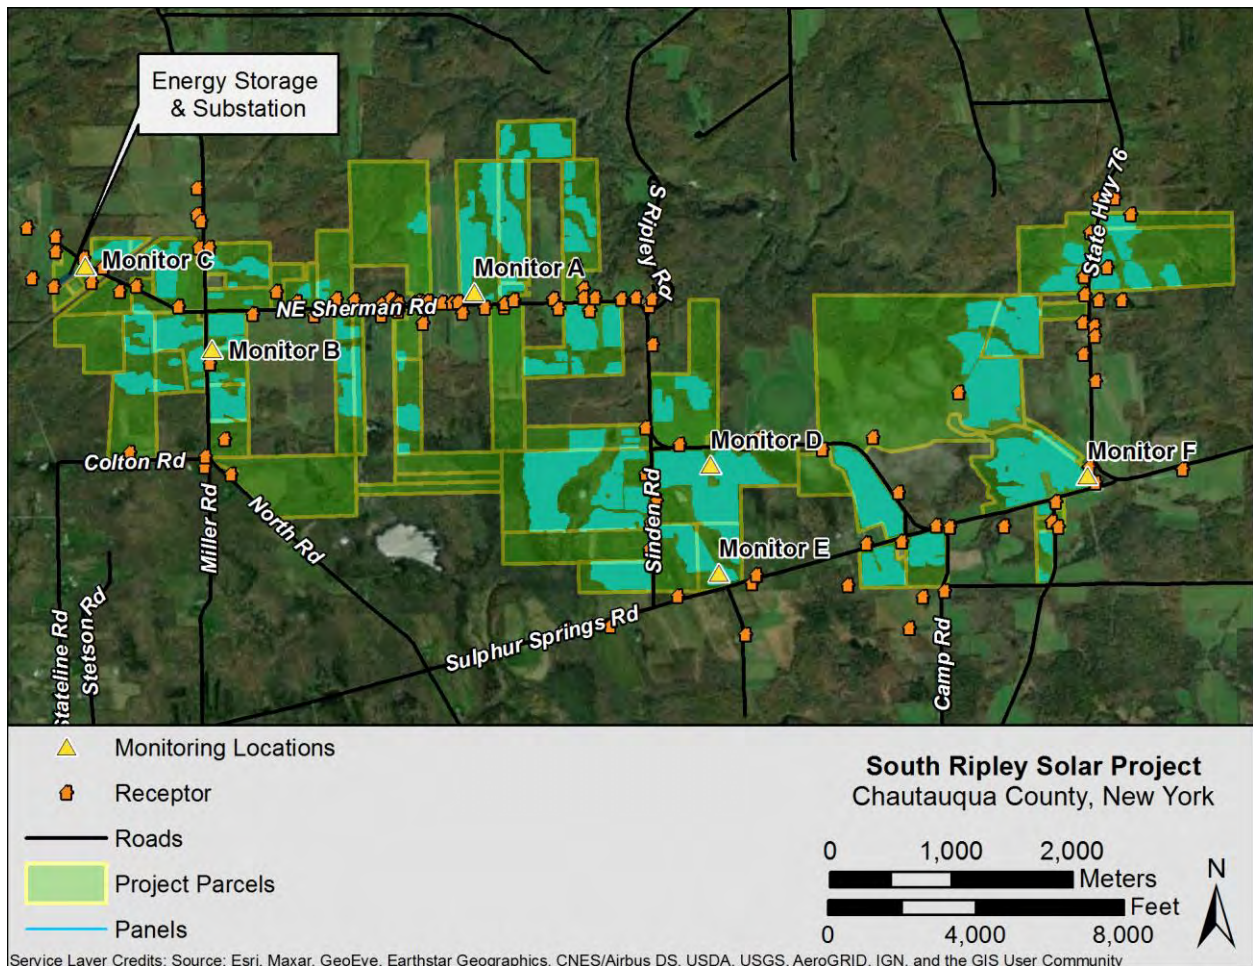 Energy Storage
& Substation
State Hwy 76
S Ripley Rd
Monitor C
Monitor A
NE Sherman Rd
Monitor B
Monitor D
Monitor F
Colton Rd
North Rd
Miller Rd
Sinden Rd
Monitor E
Sulphur Springs Rd
Camp Rd
Stateline Rd
Stetson Rd
Monitoring Locations
Receptor
Roads
Project Parcels
Panels
South Ripley Solar Project
Chautauqua County, New York
0 1,000 2,000
Meters
Feet
0 4,000 8,000
N
Service Layer Credits: Source: Esri, Maxar, GeoEye, Earthstar Geographics, CNES/Airbus DS, USDA, USGS, AeroGRID, IGN, and the GIS User Community